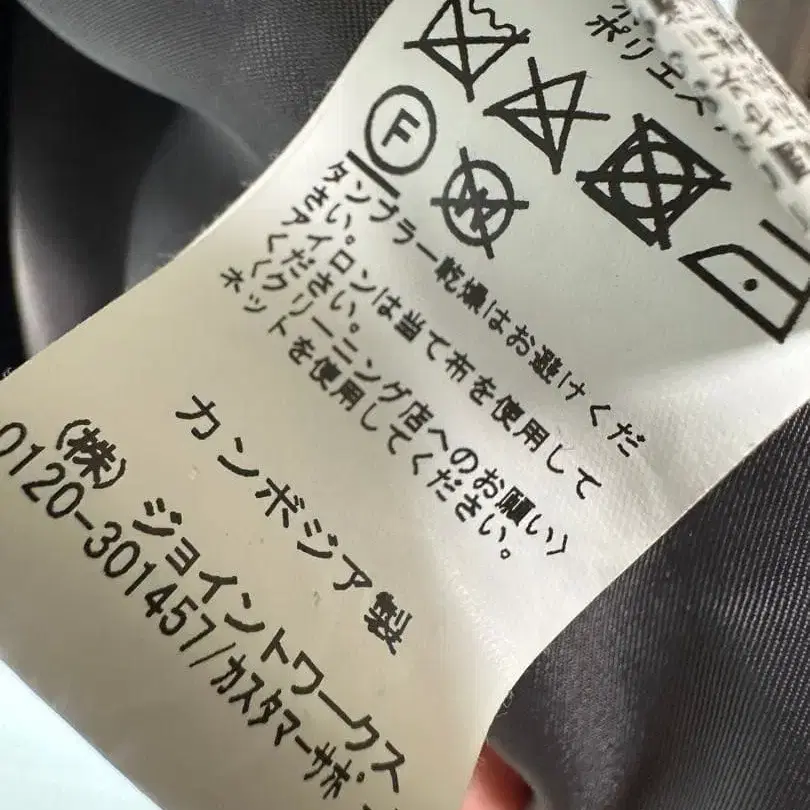 ポリエス
F
W
タンブラー乾燥はお避けくだ
さい。
アイロンは当て布を使用して
ください。
〈クリーニング店へのお願い〉
ネットを使用してください。
カンボジア製
(株)ジョイントワークス
0120-301457/カスタマーサポ